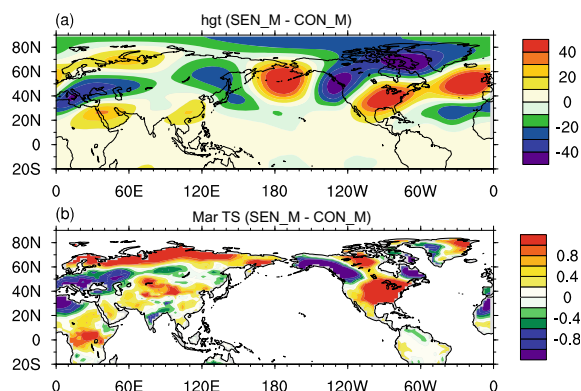 (a) hgt (SEN_M - CON_M)
80N
60N
40N
20N
0
20S
0 60E 120E 180 120W 60W 0
40
20
0
-20
-40
(b) Mar TS (SEN_M - CON_M)
80N
60N
40N
20N
0
20S
0 60E 120E 180 120W 60W 0
0.8
0.4
0
-0.4
-0.8